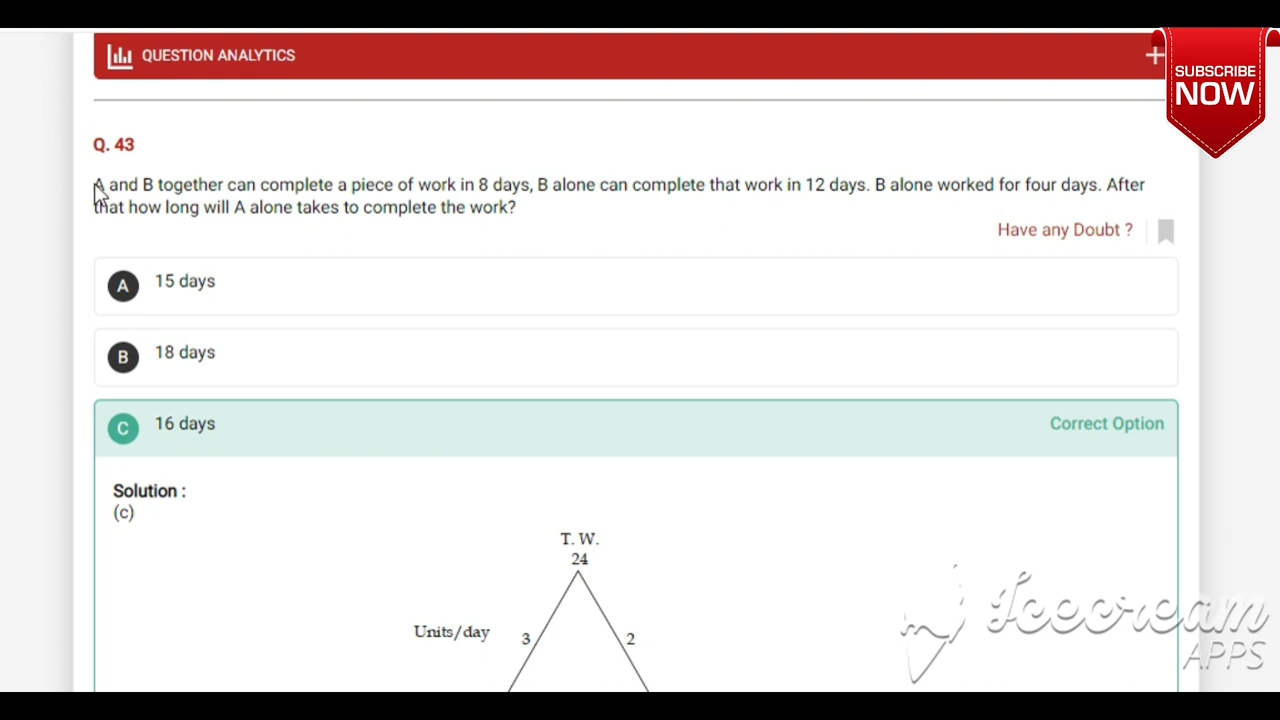 QUESTION ANALYTICS
SUBSCRIBE
NOW
Q. 43
A and B together can complete a piece of work in 8 days, B alone can complete that work in 12 days. B alone worked for four days. After
that how long will A alone takes to complete the work?
Have any Doubt ?
A 15 days
B 18 days
C 16 days Correct Option
Solution :
(c)
T. W.
24
Units/day 3 2
Icecream
APPS